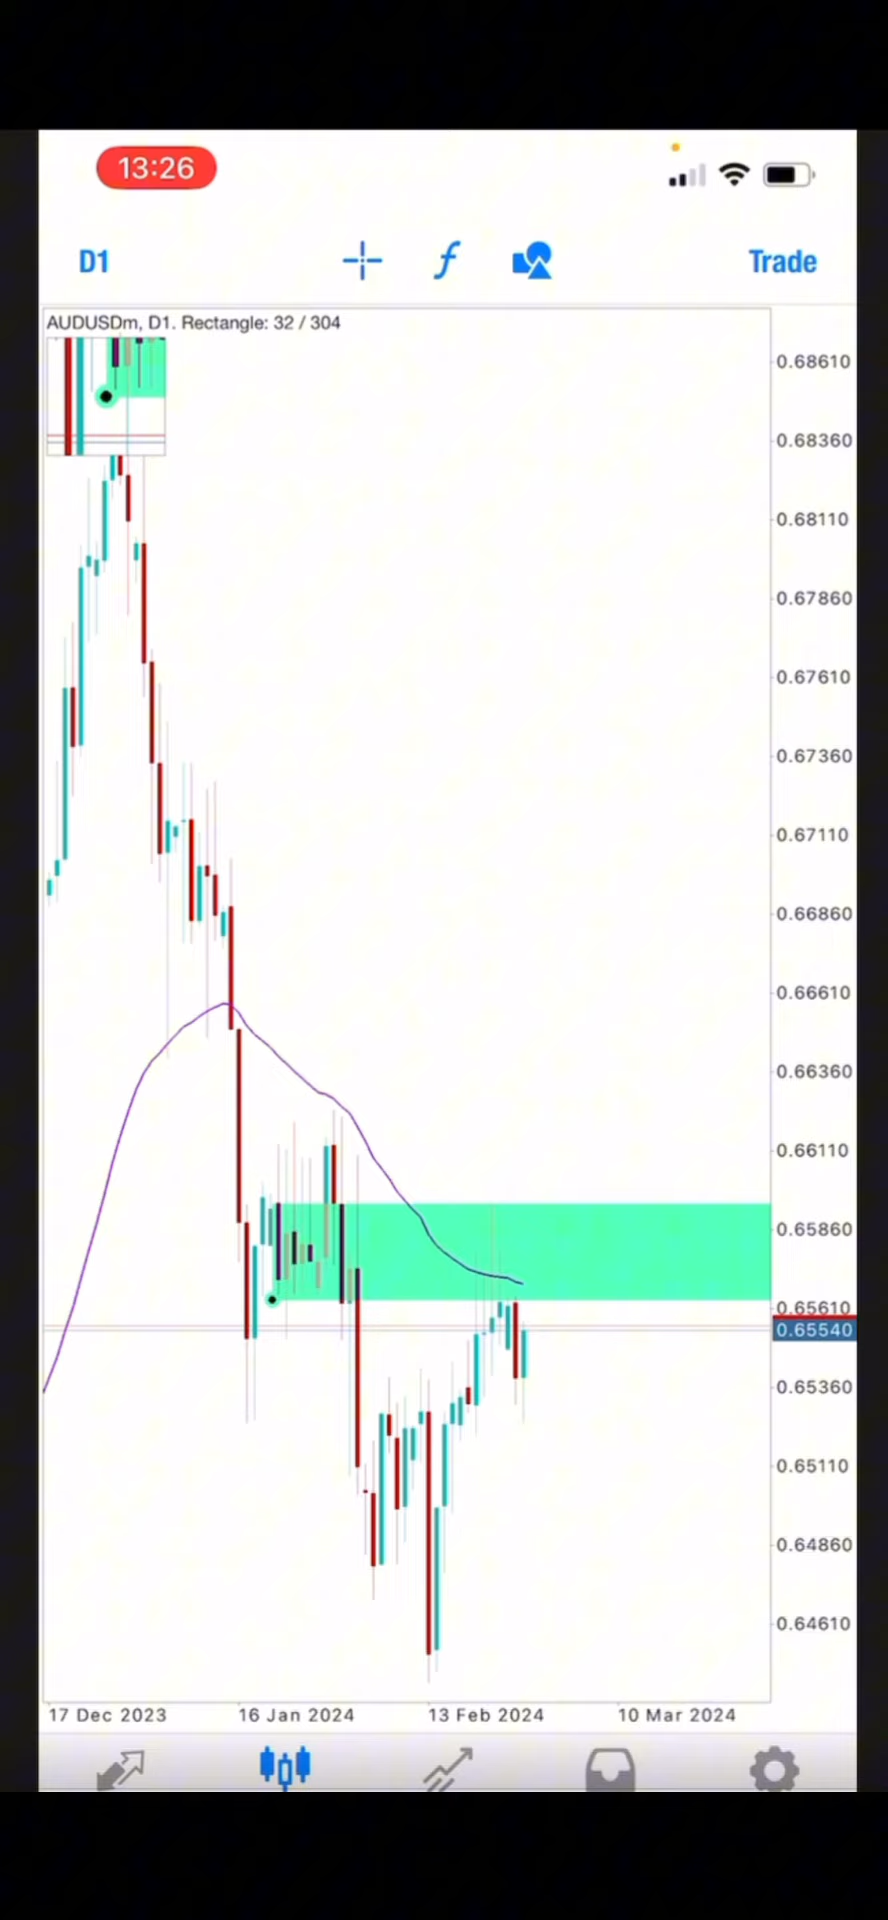 13:26
D1
f
Trade
AUDUSDm, D1. Rectangle: 32 / 304
0.68610
0.68360
0.68110
0.67860
0.67610
0.67360
0.67110
0.66860
0.66610
0.66360
0.66110
0.65860
0.65610
0.65540
0.65360
0.65110
0.64860
0.64610
17 Dec 2023
16 Jan 2024
13 Feb 2024
10 Mar 2024